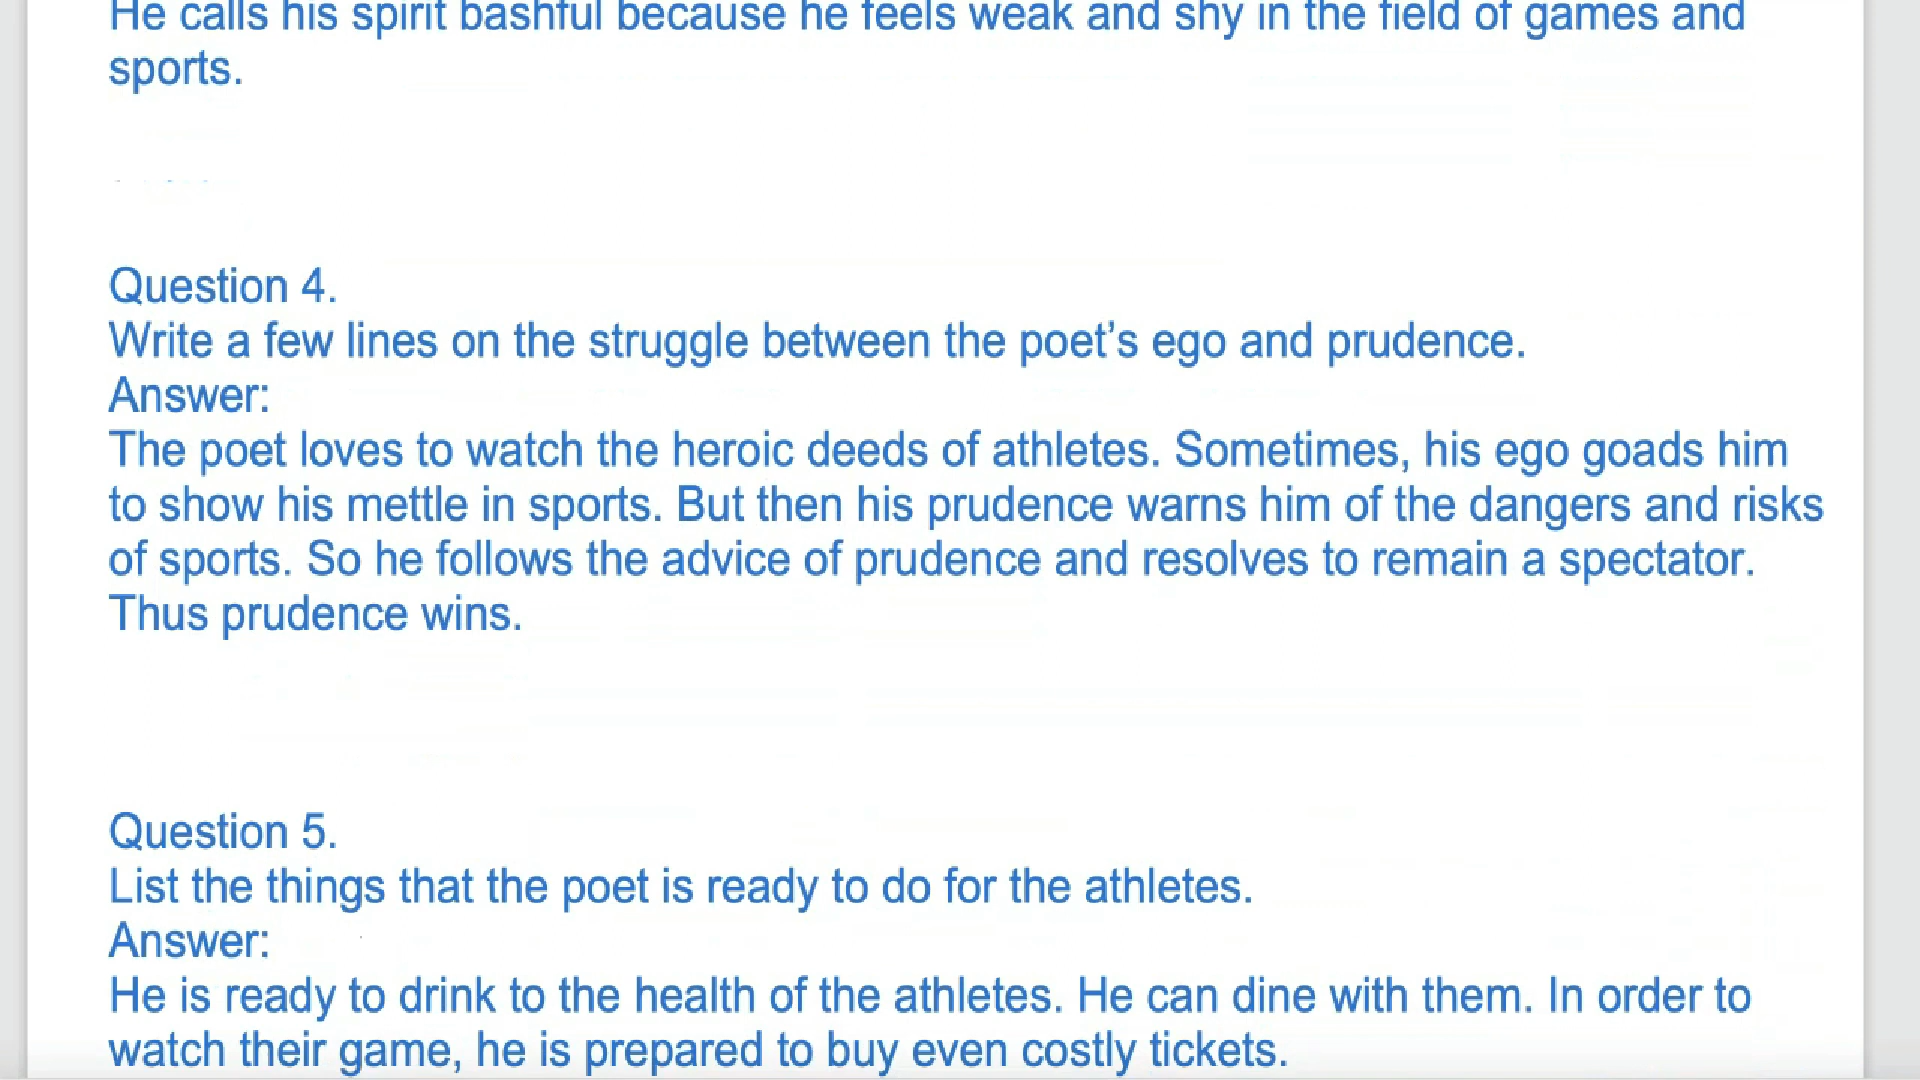 He calls his spirit bashful because he feels weak and shy in the field of games and
sports.
Question 4.
Write a few lines on the struggle between the poet’s ego and prudence.
Answer:
The poet loves to watch the heroic deeds of athletes. Sometimes, his ego goads him
to show his mettle in sports. But then his prudence warns him of the dangers and risks
of sports. So he follows the advice of prudence and resolves to remain a spectator.
Thus prudence wins.
Question 5.
List the things that the poet is ready to do for the athletes.
Answer:
He is ready to drink to the health of the athletes. He can dine with them. In order to
watch their game, he is prepared to buy even costly tickets.